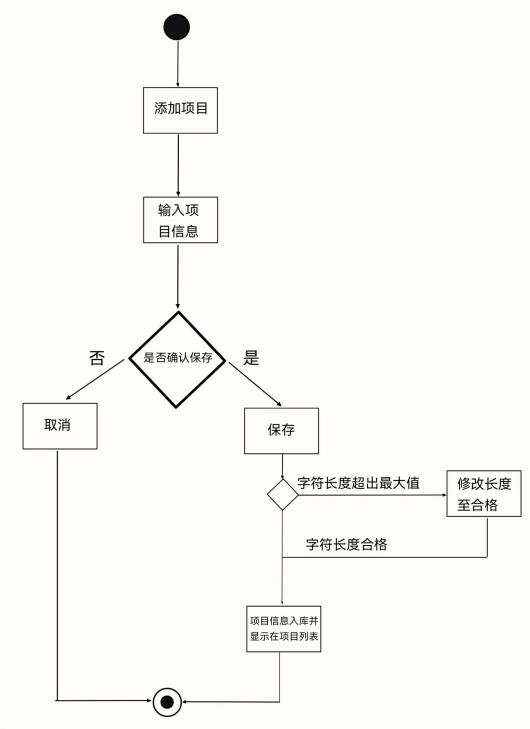 添加项目
输入项
目信息
是否确认保存
否
是
取消
保存
字符长度超出最大值
修改长度
至合格
字符长度合格
项目信息入库并
显示在项目列表